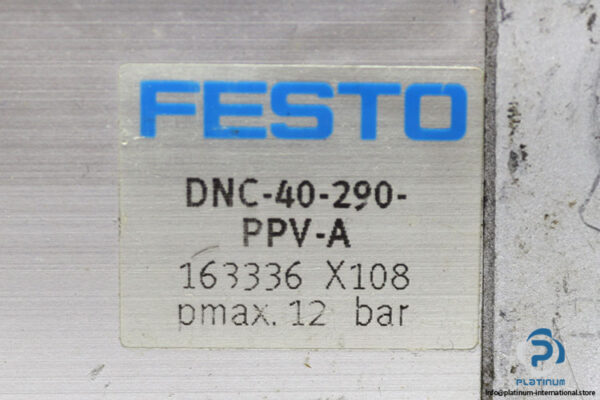 FESTO
DNC-40-290-
PPV-A
163336 X108
pmax. 12 bar
PLATINUM
info@platinum-international.store